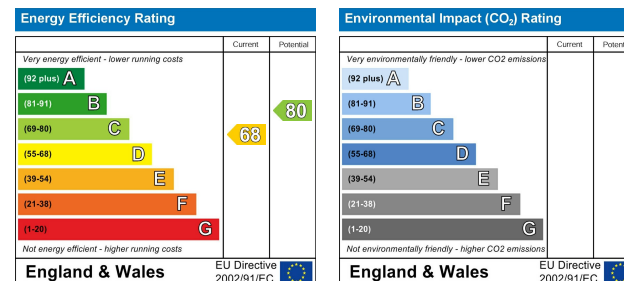 Energy Efficiency Rating
Current Potential
Very energy efficient - lower running costs
(92 plus) A
(81-91) B
(69-80) C
(55-68) D
(39-54) E
(21-38) F
(1-20) G
68
80
Not energy efficient - higher running costs
England & Wales
EU Directive
2002/91/EC
Environmental Impact (CO₂) Rating
Current Potent
Very environmentally friendly - lower CO2 emissions
(92 plus) A
(81-91) B
(69-80) C
(55-68) D
(39-54) E
(21-38) F
(1-20) G
Not environmentally friendly - higher CO2 emissions
England & Wales
EU Directive
2002/91/EC